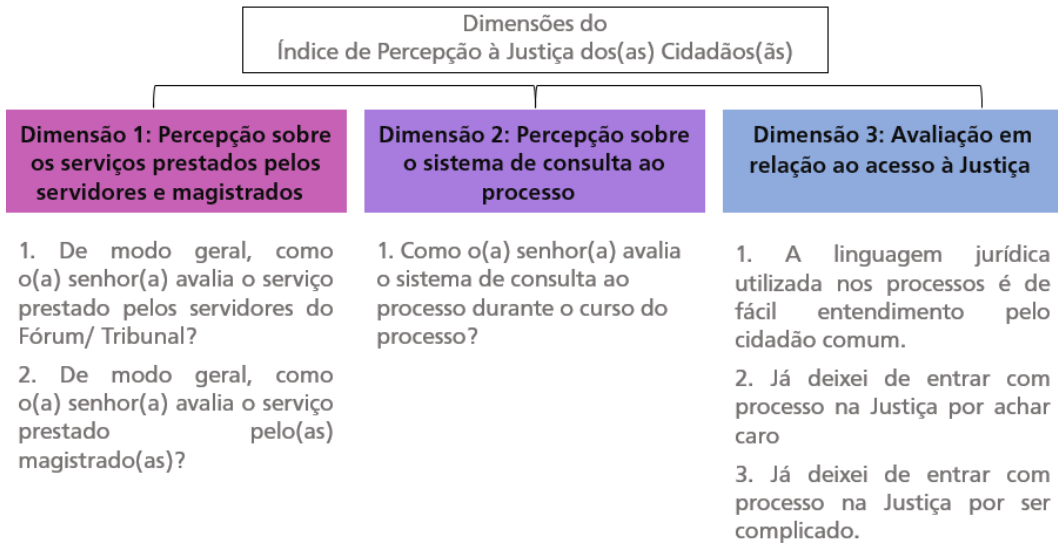 Dimensões do
Índice de Percepção à Justiça dos(as) Cidadãos(ãs)
Dimensão 1: Percepção sobre
os serviços prestados pelos
servidores e magistrados
1. De modo geral, como
o(a) senhor(a) avalia o serviço
prestado pelos servidores do
Fórum/ Tribunal?
2. De modo geral, como
o(a) senhor(a) avalia o serviço
prestado pelo(as)
magistrado(as)?
Dimensão 2: Percepção sobre
o sistema de consulta ao
processo
1. Como o(a) senhor(a) avalia
o sistema de consulta ao
processo durante o curso do
processo?
Dimensão 3: Avaliação em
relação ao acesso à Justiça
1. A linguagem jurídica
utilizada nos processos é de
fácil entendimento pelo
cidadão comum.
2. Já deixei de entrar com
processo na Justiça por achar
caro
3. Já deixei de entrar com
processo na Justiça por ser
complicado.